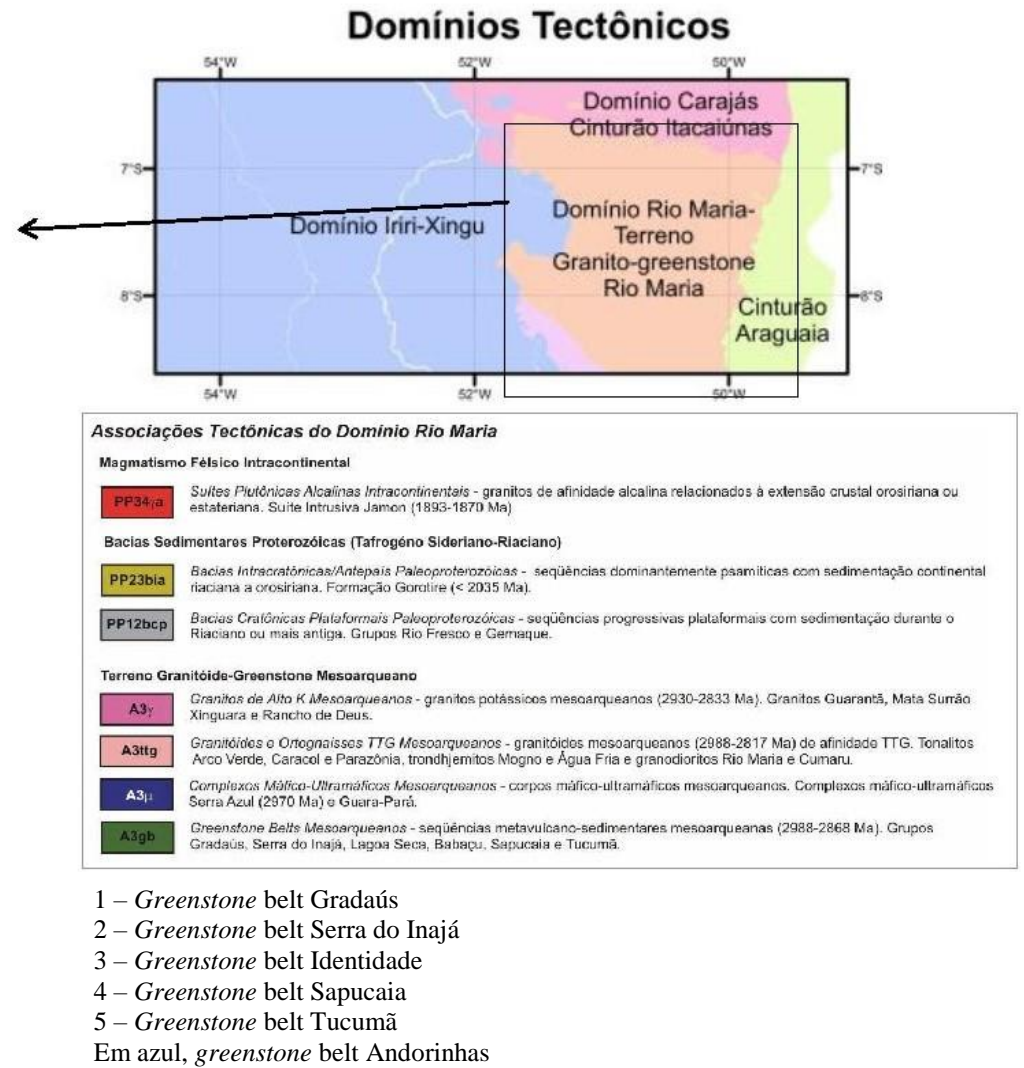 Domínios Tectônicos
54°W 52°W 50°W
Domínio Carajás
Cinturão Itacaiúnas
7°S 7°S
Domínio Rio Maria-
Terreno
Granito-greenstone
Rio Maria
Domínio Iriri-Xingu
8°S 8°S
Cinturão
Araguaia
54°W 52°W 50°W
Associações Tectônicas do Domínio Rio Maria
Magmatismo Félsico Intracontinental
PP34γa
Suítes Plutônicas Alcalinas Intracontinentais - granitos de afinidade alcalina relacionados à extensão crustal orosiriana ou
estateriana. Suite Intrusiva Jamon (1893-1870 Ma)
Bacias Sedimentares Proterozóicas (Tafrogéno Sideriano-Riaciano)
PP23bia
Bacias Intracratônicas/Antepaís Paleoproterozóicas - seqüências dominantemente psamíticas com sedimentação continental
riaciana a orosiriana. Formação Gorotire (< 2035 Ma).
PP12bcp
Bacias Cratônicas Plataformais Paleoproterozóicas - seqüências progressivas plataformais com sedimentação durante o
Riaciano ou mais antiga. Grupos Rio Fresco e Gemaque.
Terreno Granitóide-Greenstone Mesoarqueano
A3γ
Granitos de Alto K Mesoarqueanos - granitos potássicos mesoarqueanos (2930-2833 Ma). Granitos Guarantã, Mata Surrão
Xinguara e Rancho de Deus.
A3ttg
Granitóides e Ortognaisses TTG Mesoarqueanos - granitóides mesoarqueanos (2988-2817 Ma) de afinidade TTG. Tonalitos
Arco Verde, Caracol e Parazônia, trondhjemitos Mogno e Água Fria e granodioritos Rio Maria e Cumaru.
A3μ
Complexos Máfico-Ultramáficos Mesoarqueanos - corpos máfico-ultramáficos mesoarqueanos. Complexos máfico-ultramáficos
Serra Azul (2970 Ma) e Guara-Pará.
A3gb
Greenstone Belts Mesoarqueanos - seqüências metavulcano-sedimentares mesoarqueanas (2988-2868 Ma). Grupos
Gradaús, Serra do Inajá, Lagoa Seca, Babaçu, Sapucaia e Tucumã.
1 – Greenstone belt Gradaús
2 – Greenstone belt Serra do Inajá
3 – Greenstone belt Identidade
4 – Greenstone belt Sapucaia
5 – Greenstone belt Tucumã
Em azul, greenstone belt Andorinhas